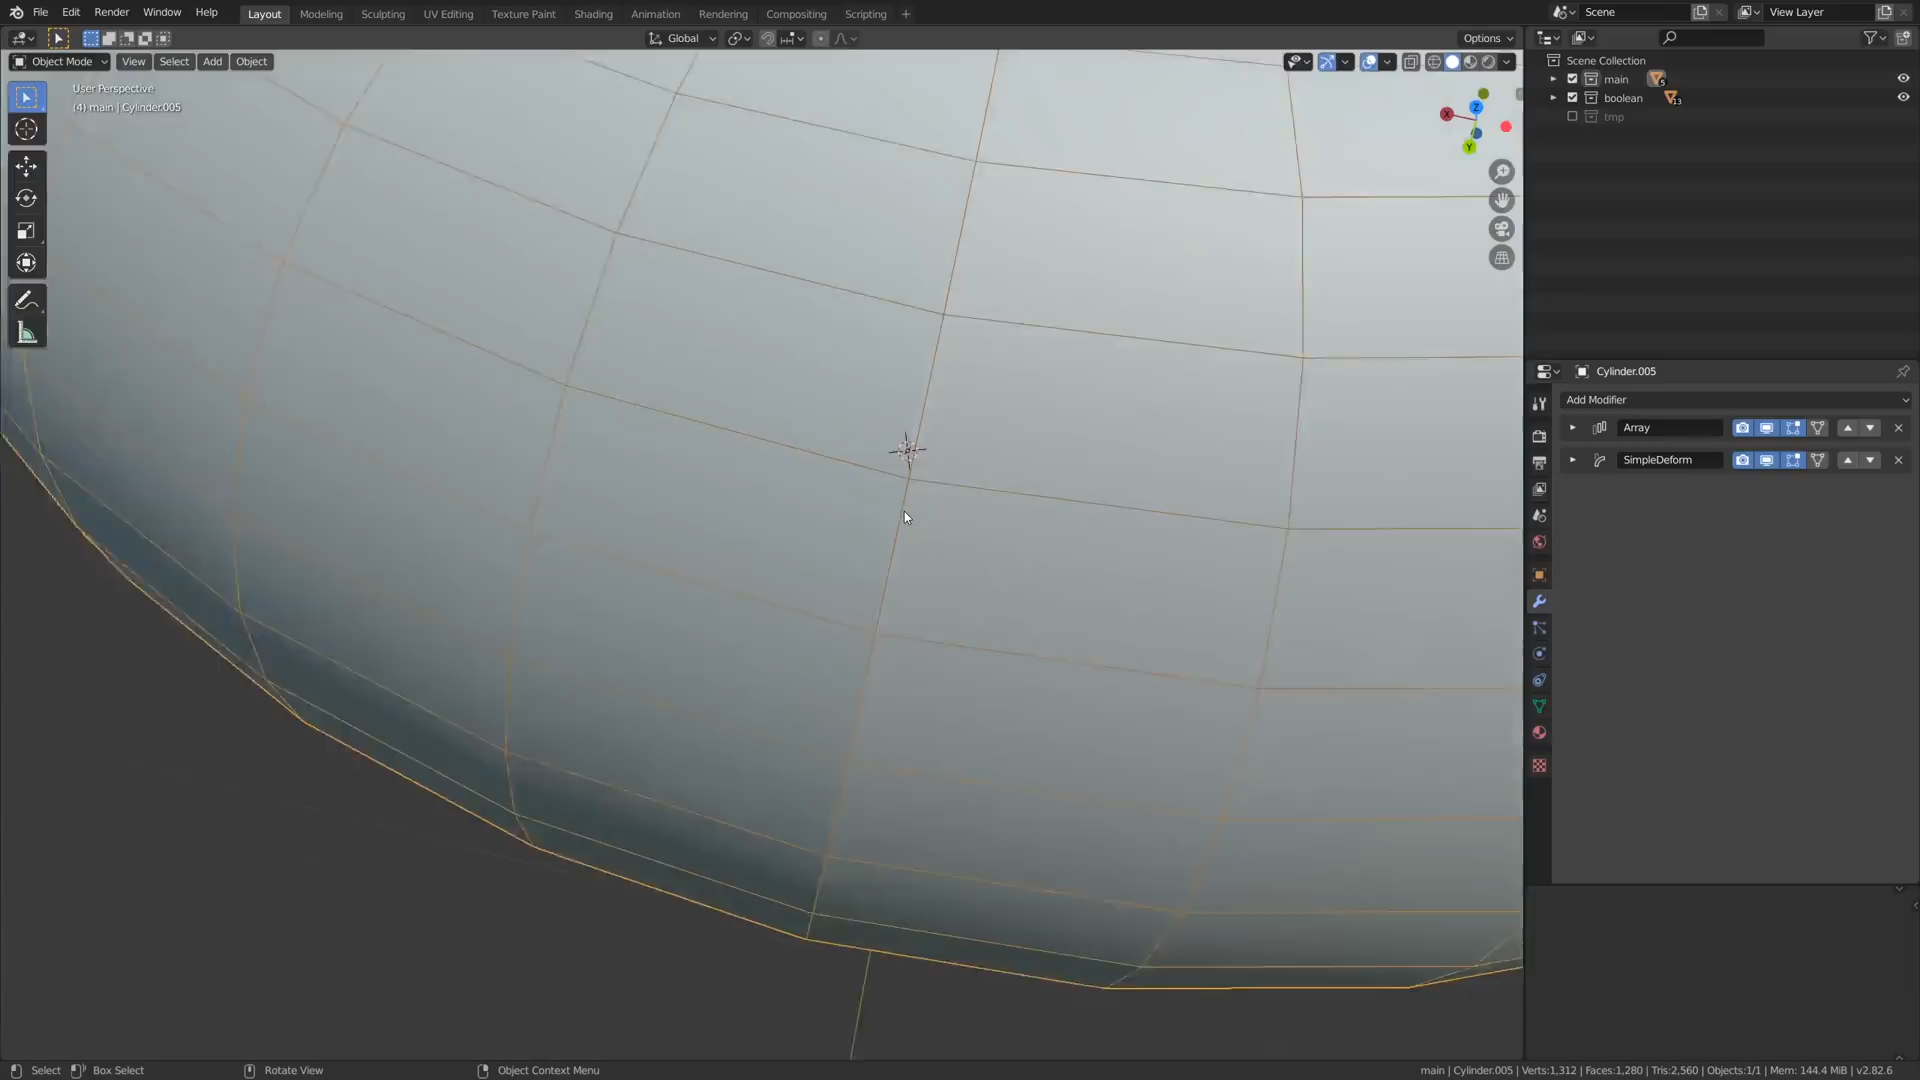 File Edit Render Window Help Layout Modeling Sculpting UV Editing Texture Paint Shading Animation Rendering Compositing Scripting + Scene View Layer
Global Options
Object Mode View Select Add Object
User Perspective
(4) main | Cylinder.005
X Y Z
Scene Collection
main 5
boolean 13
tmp
Cylinder.005
Add Modifier
Array
SimpleDeform
Select Box Select Rotate View Object Context Menu main | Cylinder.005 | Verts:1,312 | Faces:1,280 | Tris:2,560 | Objects:1/1 | Mem: 144.4 MiB | v2.82.6